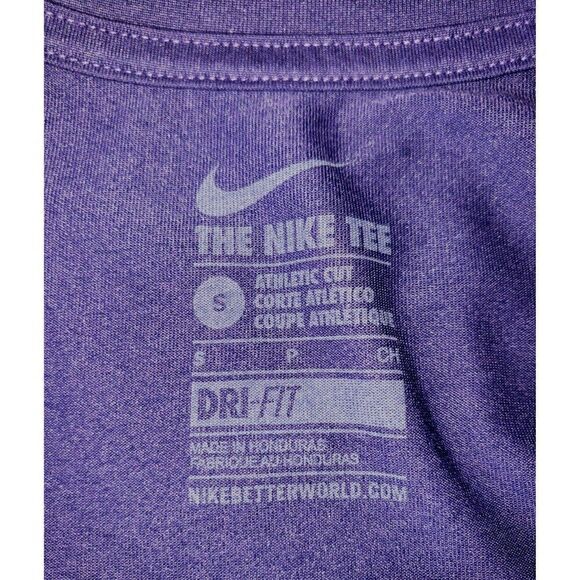 THE NIKE TEE
S
ATHLETIC CUT
CORTE ATLÉTICO
COUPE ATHLÉTIQUE
S P CH
DRI-FIT
MADE IN HONDURAS
FABRIQUÉ AU HONDURAS
NIKEBETTERWORLD.COM